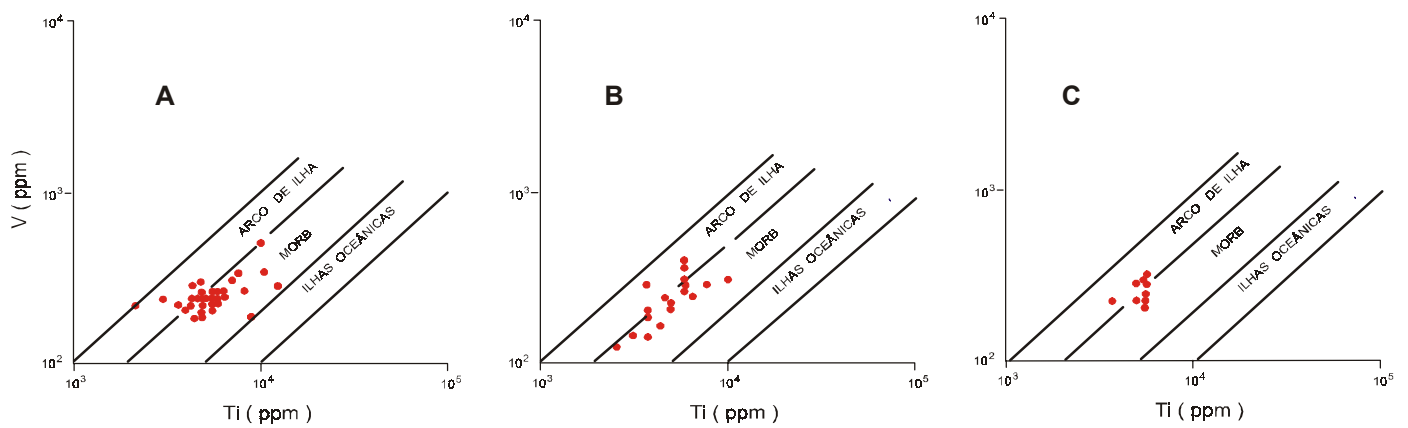 A
10⁴
10³
10²
V ( ppm )
ARCO DE ILHA
MORB
ILHAS OCEÂNICAS
10³
10⁴
10⁵
Ti ( ppm )
B
10⁴
10³
10²
ARCO DE ILHA
MORB
ILHAS OCEÂNICAS
10³
10⁴
10⁵
Ti ( ppm )
C
10⁴
10³
10²
ARCO DE ILHA
MORB
ILHAS OCEÂNICAS
10³
10⁴
10⁵
Ti ( ppm )